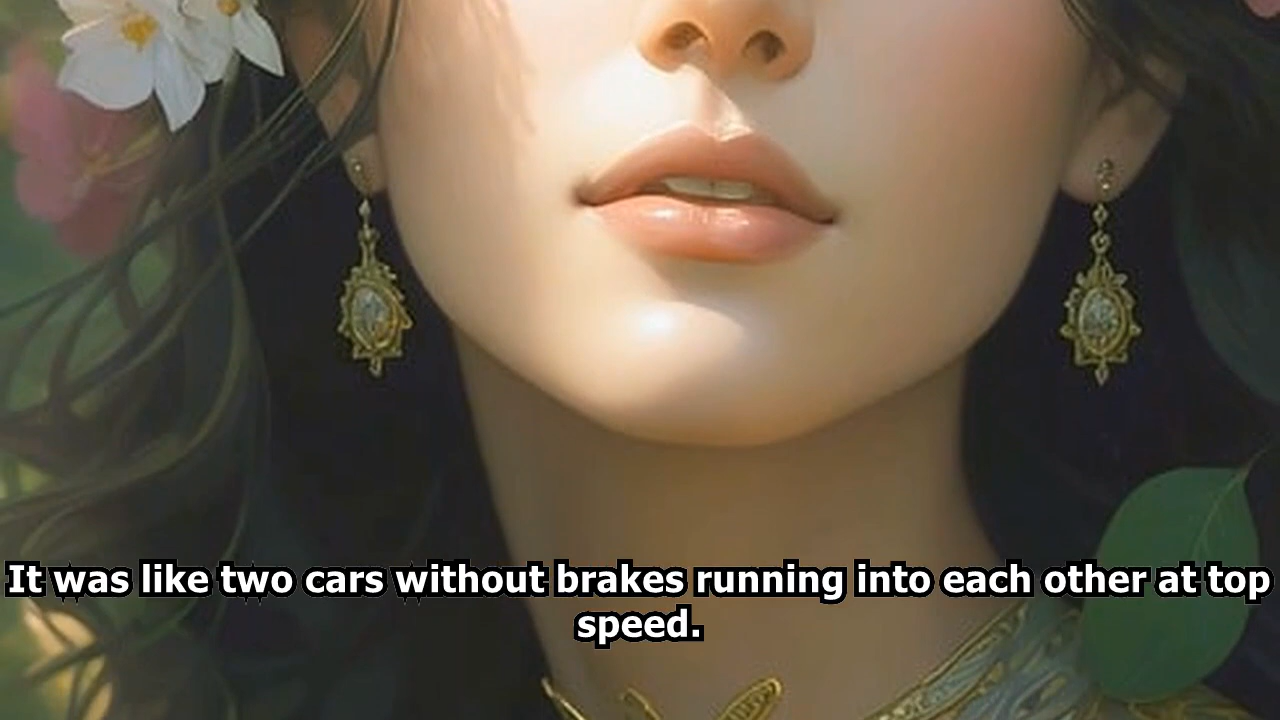 It was like two cars without brakes running into each other at top
speed.